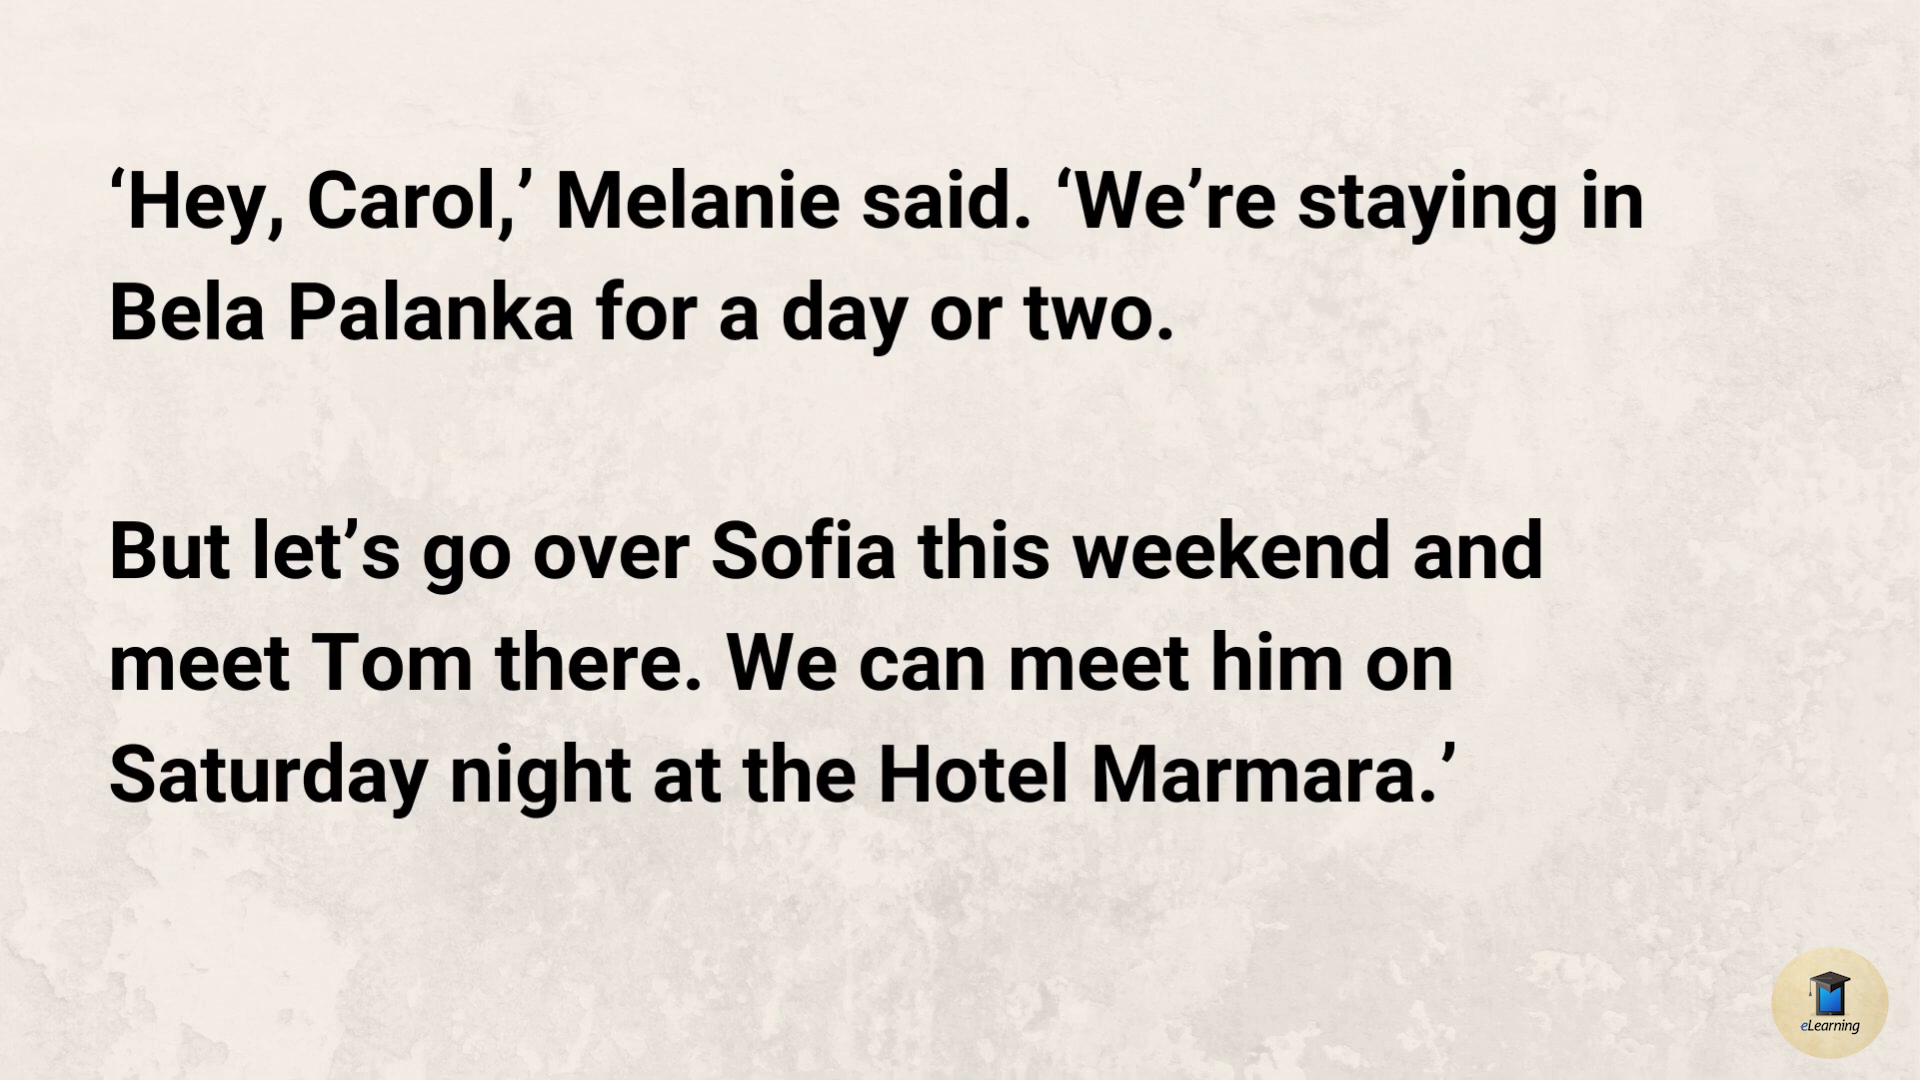 ‘Hey, Carol,’ Melanie said. ‘We’re staying in
Bela Palanka for a day or two.
But let’s go over Sofia this weekend and
meet Tom there. We can meet him on
Saturday night at the Hotel Marmara.’
eLearning